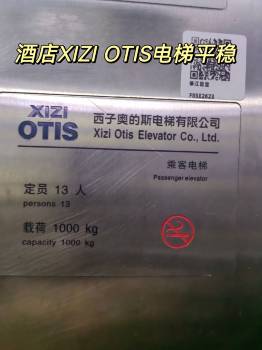 酒店XIZI OTIS电梯平稳
XIZI
OTIS
西子奥的斯电梯有限公司
Xizi Otis Elevator Co., Ltd.
乘客电梯
Passenger elevator
定员 13 人
persons 13
载荷 1000 kg
capacity 1000 kg